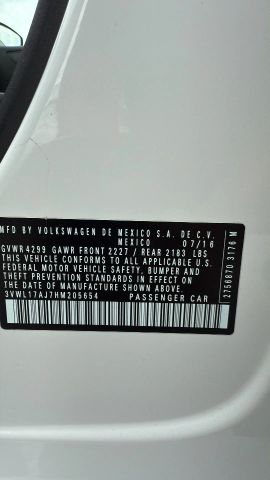 MFD BY VOLKSWAGEN DE MEXICO S.A. DE C.V.
MEXICO 07/16
GVWR4299 GAWR FRONT 2227 / REAR 2183 LBS
THIS VEHICLE CONFORMS TO ALL APPLICABLE U.S.
FEDERAL MOTOR VEHICLE SAFETY, BUMPER AND
THEFT PREVENTION STANDARDS IN EFFECT ON THE
DATE OF MANUFACTURE SHOWN ABOVE.
3VWL17AJ7HM205654 PASSENGER CAR
2756870 3176 M